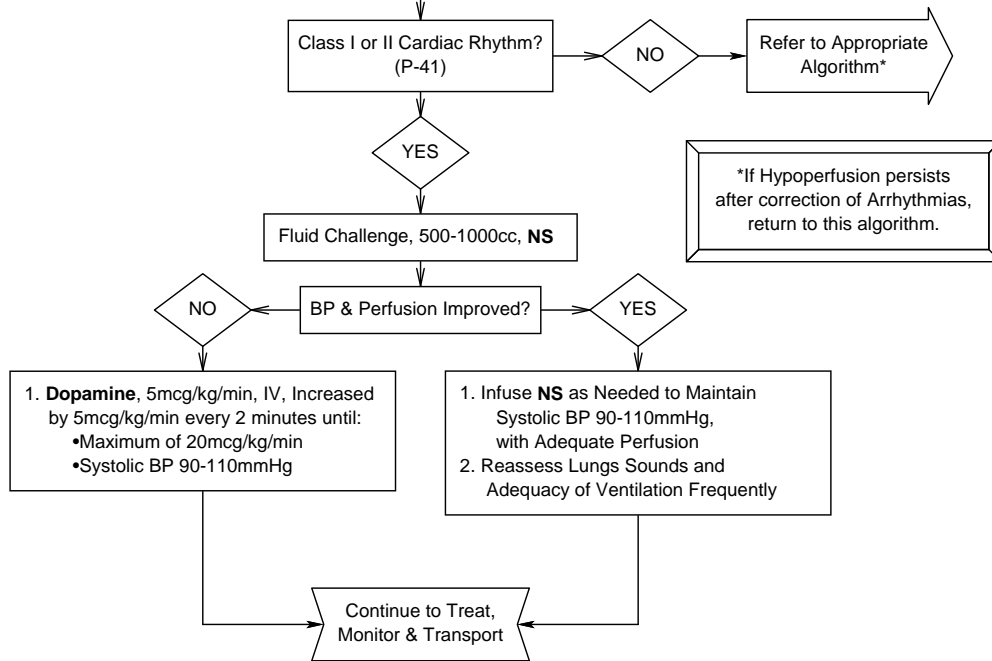 Class I or II Cardiac Rhythm?
(P-41)
NO
Refer to Appropriate
Algorithm*
YES
*If Hypoperfusion persists
after correction of Arrhythmias,
return to this algorithm.
Fluid Challenge, 500-1000cc, NS
NO
BP & Perfusion Improved?
YES
1. Dopamine, 5mcg/kg/min, IV, Increased
by 5mcg/kg/min every 2 minutes until:
•Maximum of 20mcg/kg/min
•Systolic BP 90-110mmHg
1. Infuse NS as Needed to Maintain
Systolic BP 90-110mmHg,
with Adequate Perfusion
2. Reassess Lungs Sounds and
Adequacy of Ventilation Frequently
Continue to Treat,
Monitor & Transport